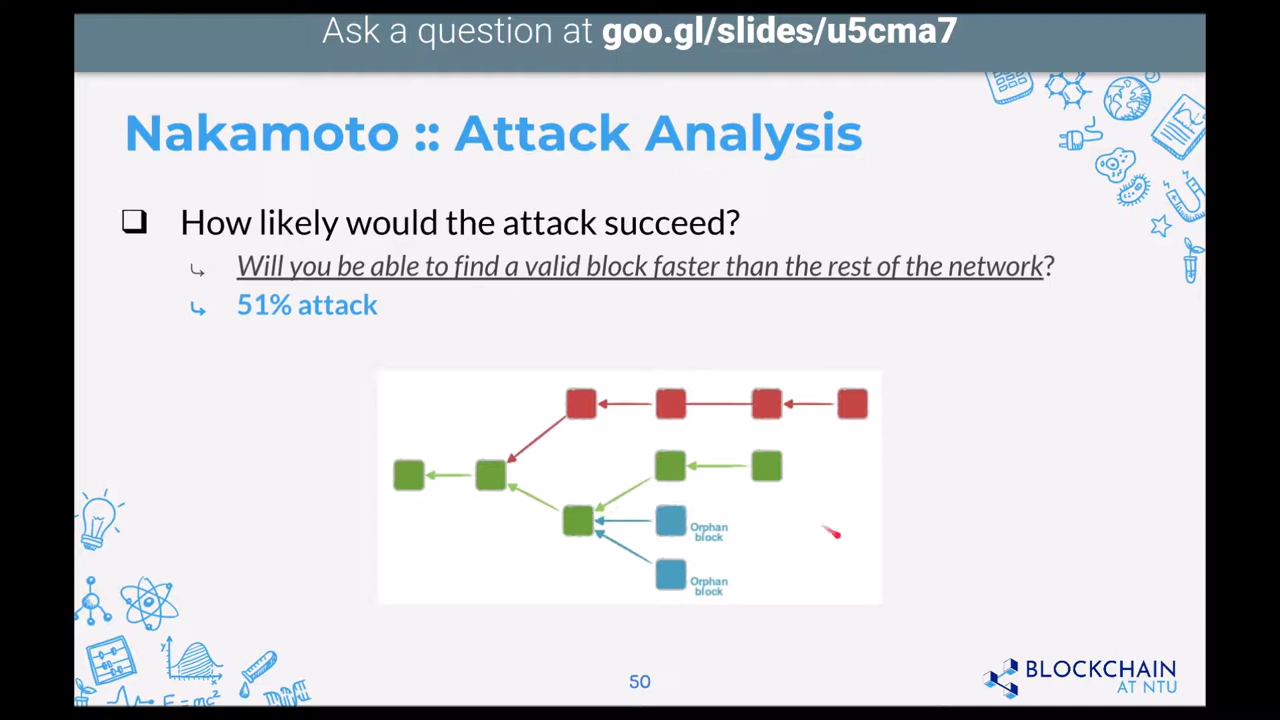 Ask a question at goo.gl/slides/u5cma7
Nakamoto :: Attack Analysis
How likely would the attack succeed?
Will you be able to find a valid block faster than the rest of the network?
51% attack
Orphan
block
Orphan
block
y
x
E=mc²
50
BLOCKCHAIN
AT NTU